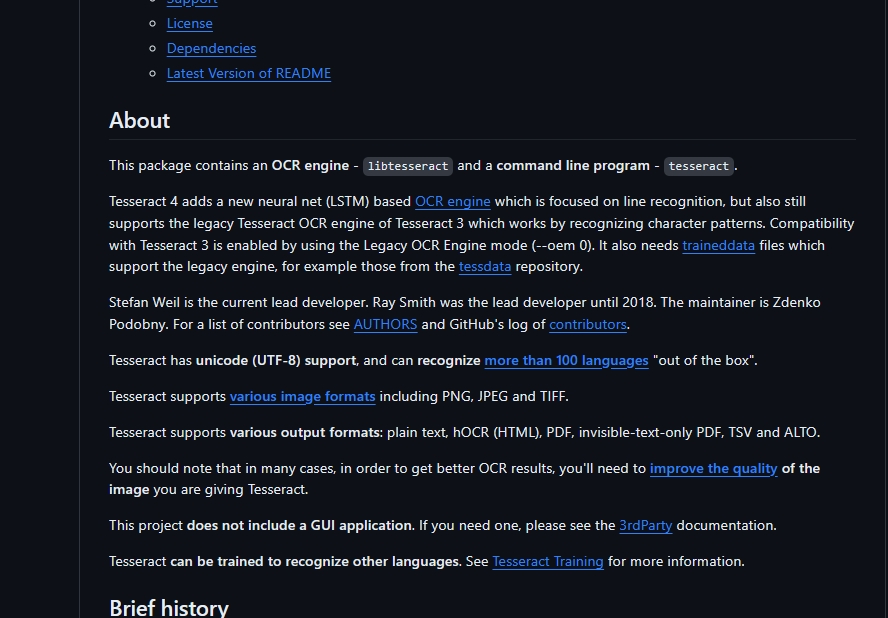 Support
License
Dependencies
Latest Version of README
About
This package contains an OCR engine - libtesseract and a command line program - tesseract.
Tesseract 4 adds a new neural net (LSTM) based OCR engine which is focused on line recognition, but also still
supports the legacy Tesseract OCR engine of Tesseract 3 which works by recognizing character patterns. Compatibility
with Tesseract 3 is enabled by using the Legacy OCR Engine mode (--oem 0). It also needs traineddata files which
support the legacy engine, for example those from the tessdata repository.
Stefan Weil is the current lead developer. Ray Smith was the lead developer until 2018. The maintainer is Zdenko
Podobny. For a list of contributors see AUTHORS and GitHub's log of contributors.
Tesseract has unicode (UTF-8) support, and can recognize more than 100 languages "out of the box".
Tesseract supports various image formats including PNG, JPEG and TIFF.
Tesseract supports various output formats: plain text, hOCR (HTML), PDF, invisible-text-only PDF, TSV and ALTO.
You should note that in many cases, in order to get better OCR results, you'll need to improve the quality of the
image you are giving Tesseract.
This project does not include a GUI application. If you need one, please see the 3rdParty documentation.
Tesseract can be trained to recognize other languages. See Tesseract Training for more information.
Brief history